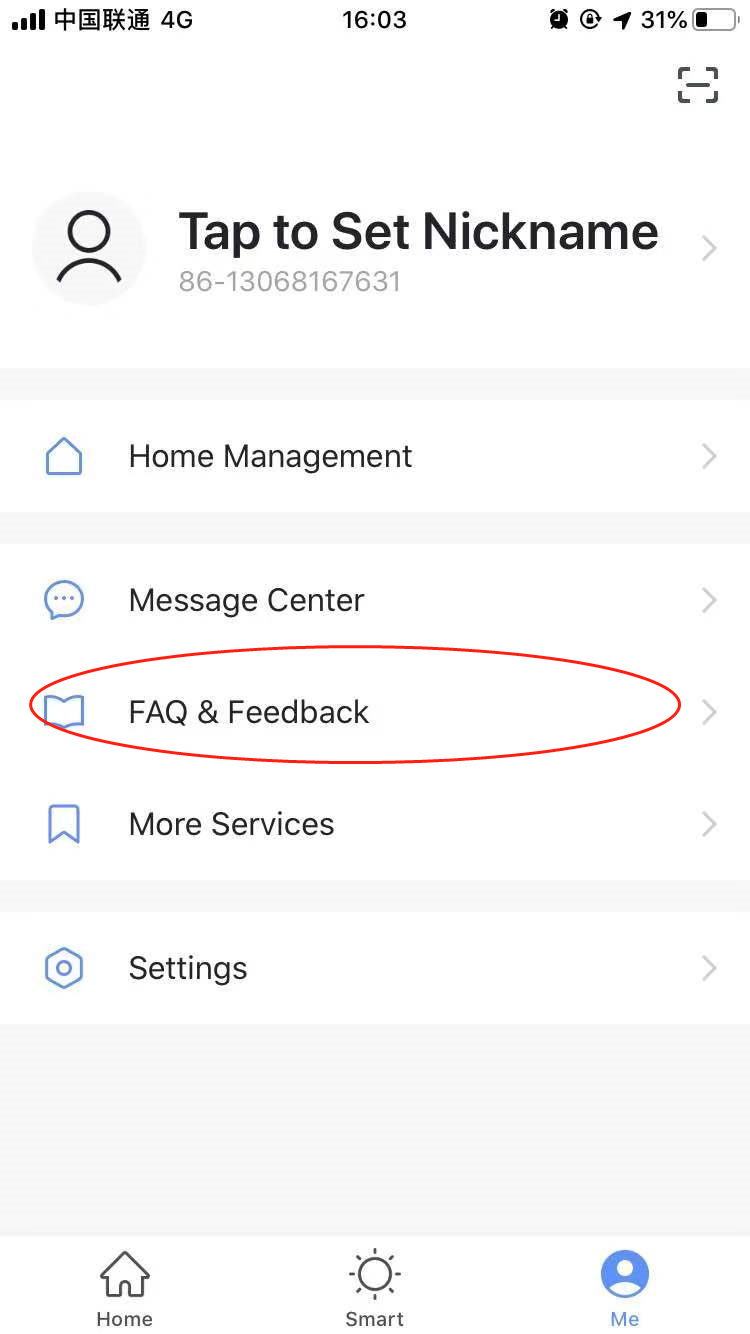 中国联通 4G 16:03 31%
Tap to Set Nickname
86-13068167631
Home Management
Message Center
FAQ & Feedback
More Services
Settings
Home Smart Me